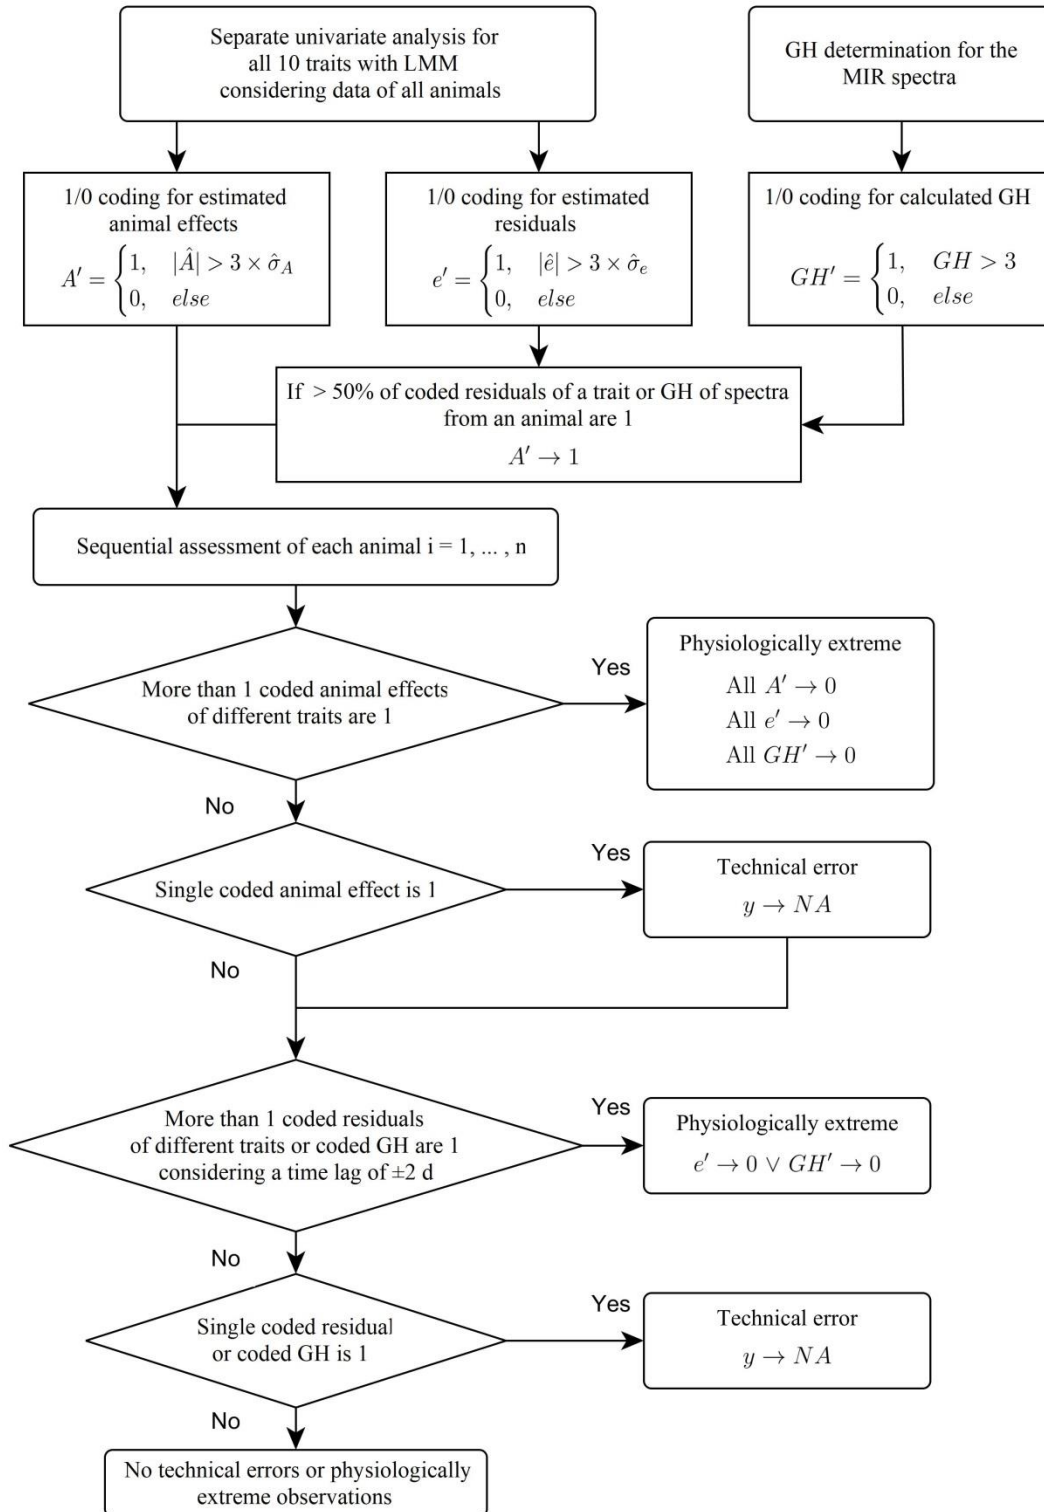 Separate univariate analysis for
all 10 traits with LMM
considering data of all animals
GH determination for the
MIR spectra
1/0 coding for estimated
animal effects
A′ = {1, |Â| > 3 × σ̂_A
0, else
1/0 coding for estimated
residuals
e′ = {1, |ê| > 3 × σ̂_e
0, else
1/0 coding for calculated GH
GH′ = {1, GH > 3
0, else
If > 50% of coded residuals of a trait or GH of spectra
from an animal are 1
A′ → 1
Sequential assessment of each animal i = 1, ... , n
More than 1 coded animal effects
of different traits are 1
Yes
Physiologically extreme
All A′ → 0
All e′ → 0
All GH′ → 0
No
Single coded animal effect is 1
Yes
Technical error
y → NA
No
More than 1 coded residuals
of different traits or coded GH are 1
considering a time lag of ±2 d
Yes
Physiologically extreme
e′ → 0 ∨ GH′ → 0
No
Single coded residual
or coded GH is 1
Yes
Technical error
y → NA
No
No technical errors or physiologically
extreme observations